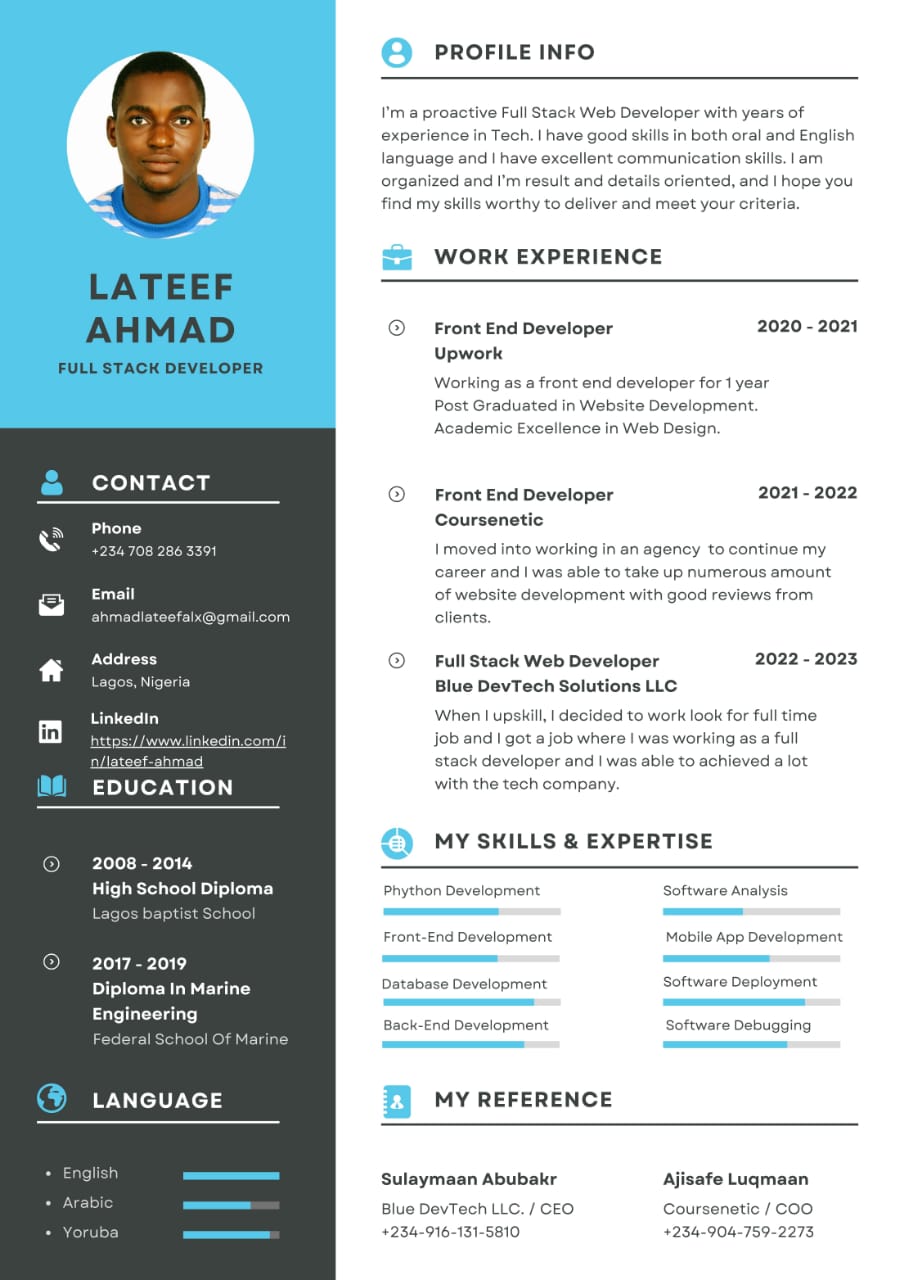 LATEEF
AHMAD
FULL STACK DEVELOPER
CONTACT
Phone
+234 708 286 3391
Email
ahmadlateefalx@gmail.com
Address
Lagos, Nigeria
LinkedIn
https://www.linkedin.com/i
n/lateef-ahmad
EDUCATION
2008 - 2014
High School Diploma
Lagos baptist School
2017 - 2019
Diploma In Marine
Engineering
Federal School Of Marine
LANGUAGE
• English
• Arabic
• Yoruba
PROFILE INFO
I'm a proactive Full Stack Web Developer with years of
experience in Tech. I have good skills in both oral and English
language and I have excellent communication skills. I am
organized and I'm result and details oriented, and I hope you
find my skills worthy to deliver and meet your criteria.
WORK EXPERIENCE
Front End Developer 2020 - 2021
Upwork
Working as a front end developer for 1 year
Post Graduated in Website Development.
Academic Excellence in Web Design.
Front End Developer 2021 - 2022
Coursenetic
I moved into working in an agency to continue my
career and I was able to take up numerous amount
of website development with good reviews from
clients.
Full Stack Web Developer 2022 - 2023
Blue DevTech Solutions LLC
When I upskill, I decided to work look for full time
job and I got a job where I was working as a full
stack developer and I was able to achieved a lot
with the tech company.
MY SKILLS & EXPERTISE
Phython Development
Front-End Development
Database Development
Back-End Development
Software Analysis
Mobile App Development
Software Deployment
Software Debugging
MY REFERENCE
Sulaymaan Abubakr
Blue DevTech LLC. / CEO
+234-916-131-5810
Ajisafe Luqmaan
Coursenetic / COO
+234-904-759-2273